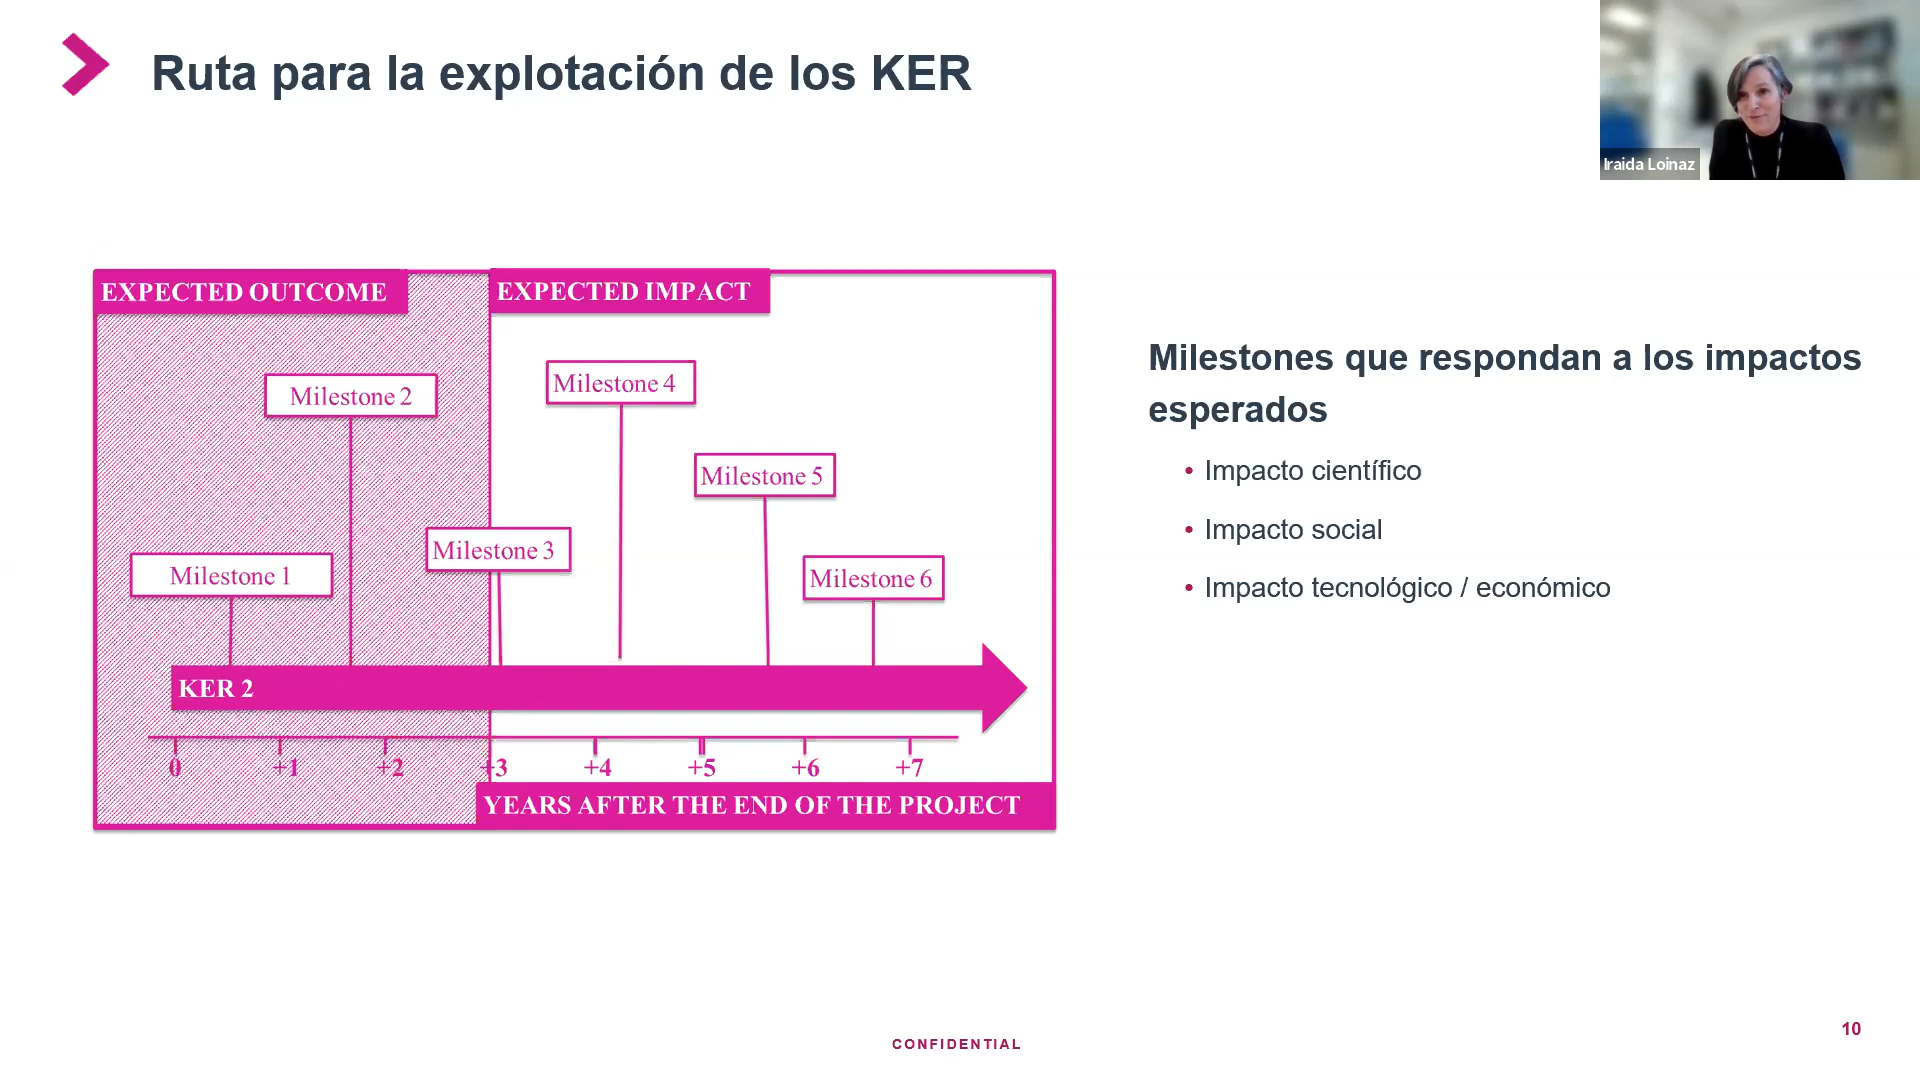 Ruta para la explotación de los KER
Iraida Loinaz
EXPECTED OUTCOME
EXPECTED IMPACT
Milestone 4
Milestone 2
Milestone 5
Milestone 3
Milestone 1
Milestone 6
KER 2
0 +1 +2 +3 +4 +5 +6 +7
YEARS AFTER THE END OF THE PROJECT
Milestones que respondan a los impactos
esperados
• Impacto científico
• Impacto social
• Impacto tecnológico / económico
CONFIDENTIAL
10